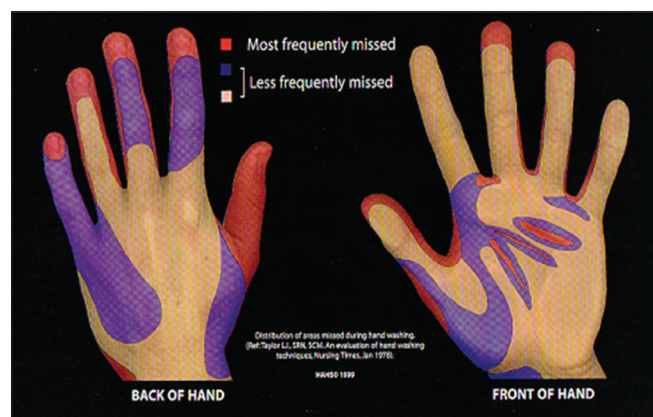 Most frequently missed
Less frequently missed
Distribution of areas missed during hand washing.
(Ref: Taylor LJ., SRN, SCM. An evaluation of hand washing
techniques, Nursing Times, Jan 1978).
HANSO 1999
BACK OF HAND
FRONT OF HAND